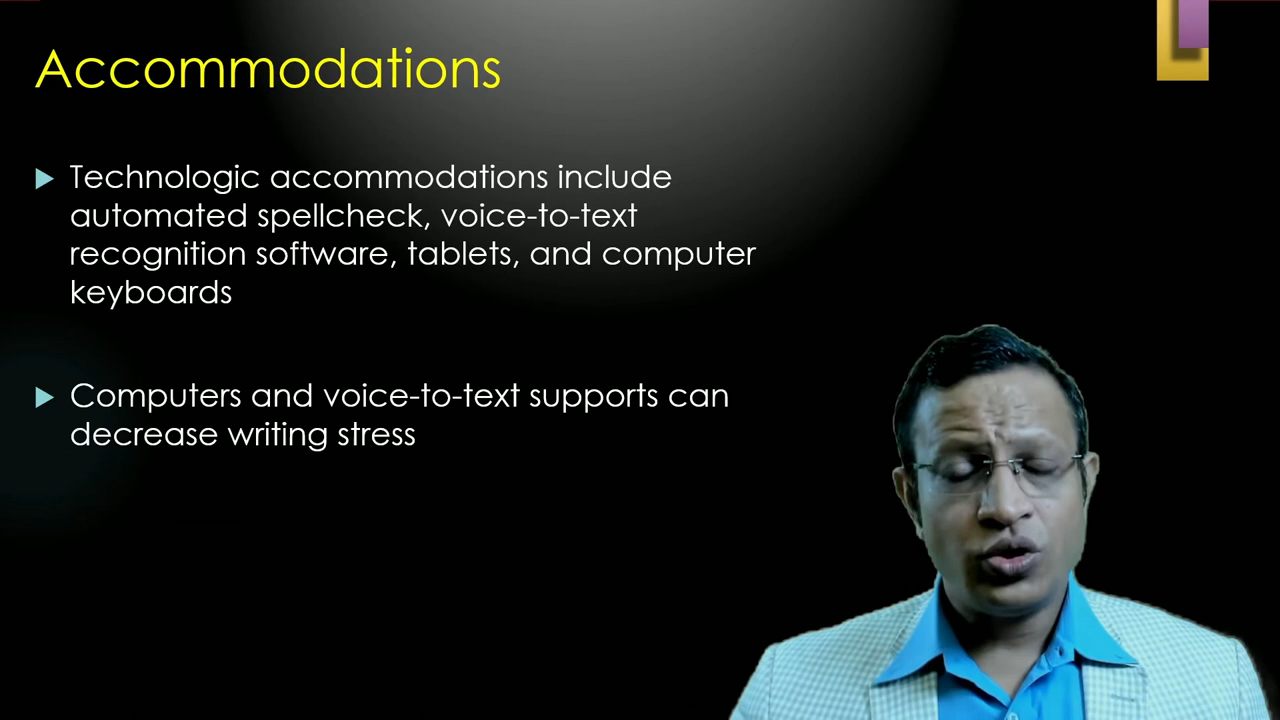 Accommodations
Technologic accommodations include
automated spellcheck, voice-to-text
recognition software, tablets, and computer
keyboards
Computers and voice-to-text supports can
decrease writing stress